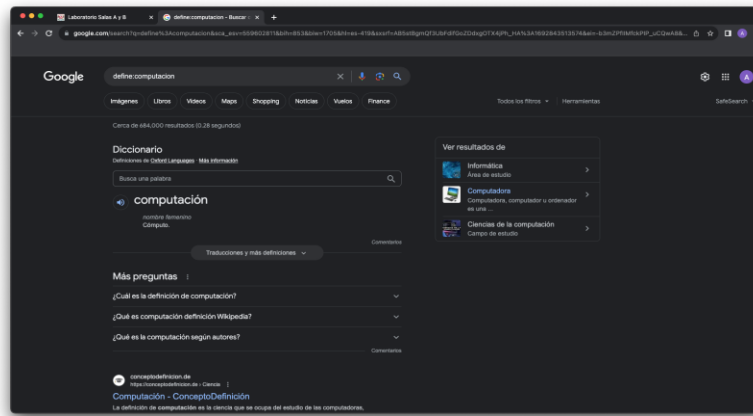 Laboratorio Salas A y B
define:computacion - Buscar
Google
define:computacion
A
Imágenes
Libros
Videos
Maps
Shopping
Noticias
Vuelos
Finance
Todos los filtros
Herramientas
SafeSearch
Cerca de 684,000 resultados (0.28 segundos)
Diccionario
Definiciones de Oxford Languages · Más información
Busca una palabra
computación
nombre femenino
Cómputo.
Comentarios
Traducciones y más definiciones
Más preguntas
¿Cuál es la definición de computación?
¿Qué es computación definición Wikipedia?
¿Qué es la computación según autores?
Comentarios
conceptodefinicion.de
https://conceptodefinicion.de › Ciencia
Computación - ConceptoDefinición
La definición de computación es la ciencia que se ocupa del estudio de las computadoras,
Ver resultados de
Informática
Área de estudio
Computadora
Computadora, computador u ordenador
es una ...
Ciencias de la computación
Campo de estudio